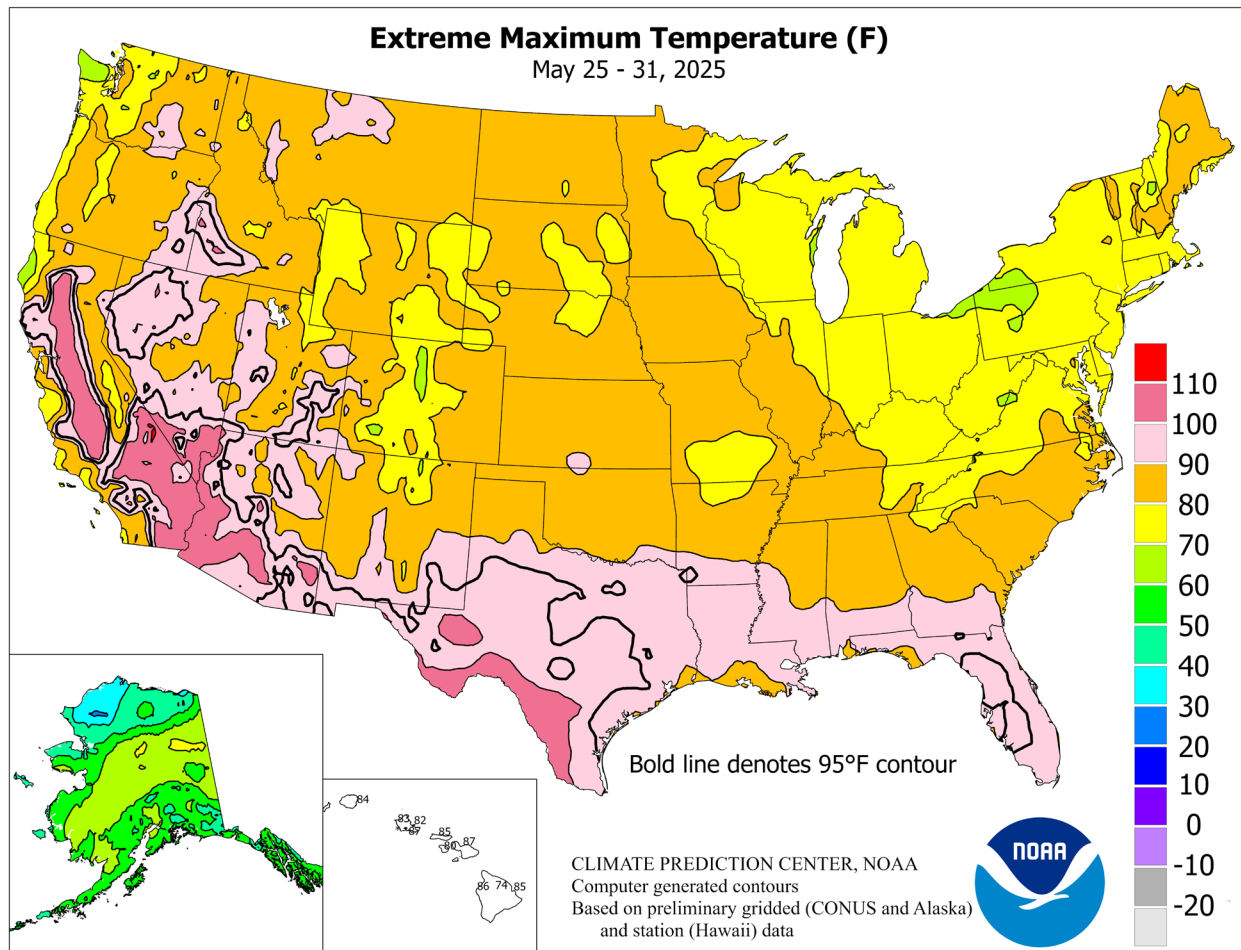 Extreme Maximum Temperature (F)
May 25 - 31, 2025
110
100
90
80
70
60
50
40
30
20
10
0
-10
-20
Bold line denotes 95°F contour
84
83 82
87
85
80 87
86 74 85
CLIMATE PREDICTION CENTER, NOAA
Computer generated contours
Based on preliminary gridded (CONUS and Alaska)
and station (Hawaii) data
NOAA